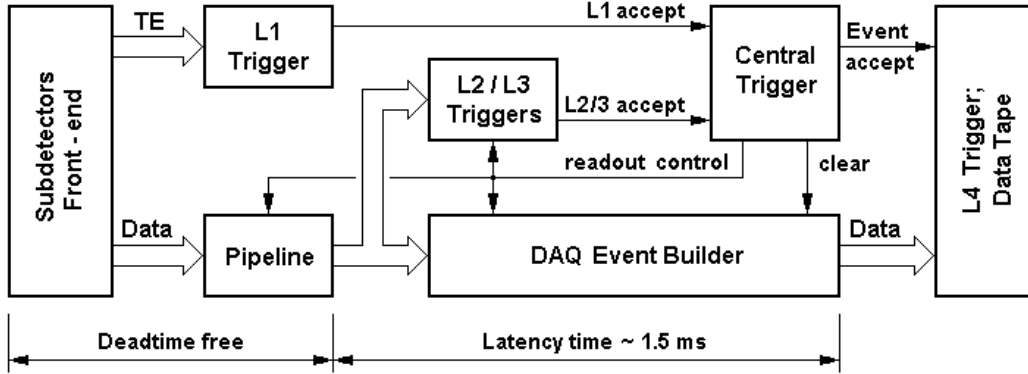 Subdetectors
Front - end
TE
L1
Trigger
L1 accept
Central
Trigger
Event
accept
L4 Trigger;
Data Tape
L2 / L3
Triggers
L2/3 accept
readout control
clear
Data
Pipeline
DAQ Event Builder
Data
Deadtime free
Latency time ~ 1.5 ms